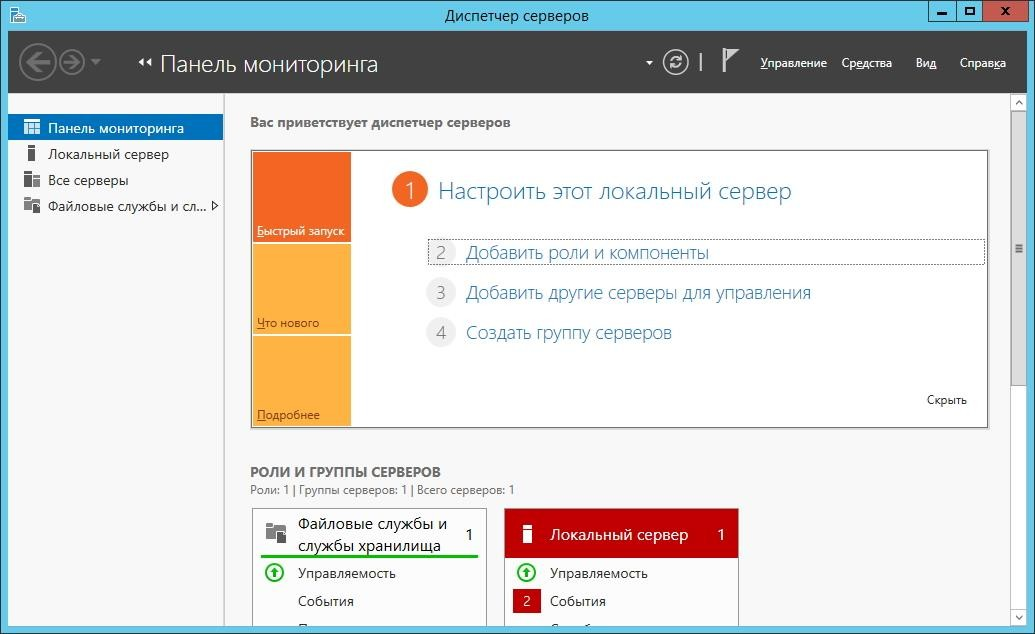 Диспетчер серверов
Панель мониторинга
Управление Средства Вид Справка
Панель мониторинга
Локальный сервер
Все серверы
Файловые службы и сл...
Вас приветствует диспетчер серверов
Быстрый запуск
Что нового
Подробнее
1 Настроить этот локальный сервер
2 Добавить роли и компоненты
3 Добавить другие серверы для управления
4 Создать группу серверов
Скрыть
РОЛИ И ГРУППЫ СЕРВЕРОВ
Роли: 1 | Группы серверов: 1 | Всего серверов: 1
Файловые службы и
службы хранилища 1
Управляемость
События
Локальный сервер 1
Управляемость
2 События